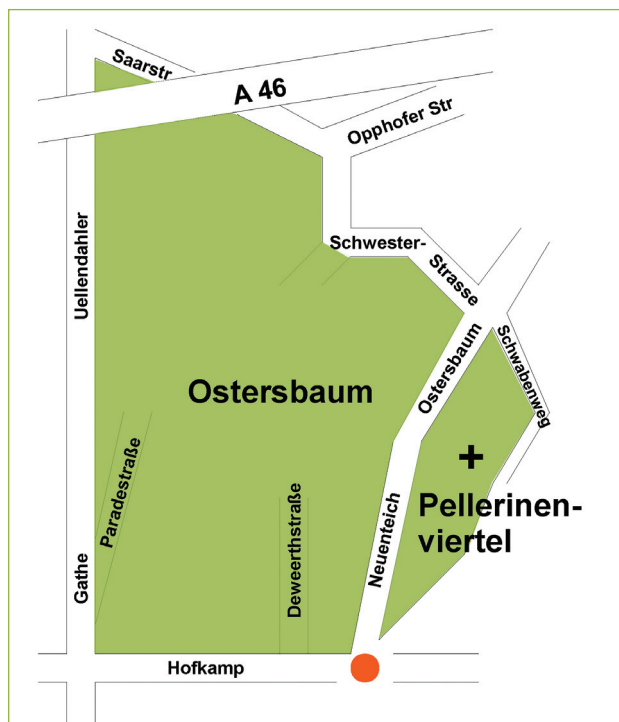 Saarstr
A 46
Opphofer Str
Uellendahler
Schwester-
Strasse
Ostersbaum
Schwabenweg
Ostersbaum
+
Pellerinen-
viertel
Paradestraße
Deweerthstraße
Neuenteich
Gathe
Hofkamp